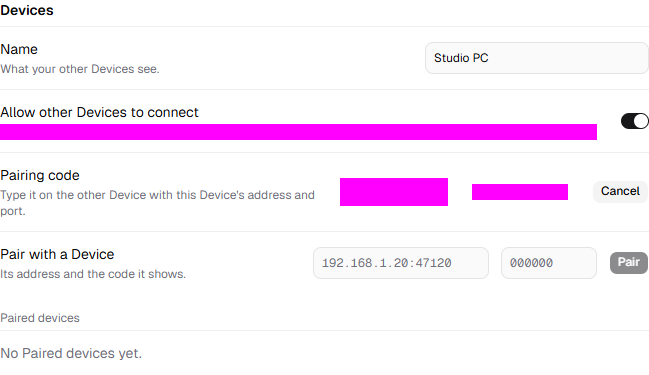 Devices
Name
What your other Devices see.
Studio PC
Allow other Devices to connect
Pairing code
Type it on the other Device with this Device's address and
port.
Cancel
Pair with a Device
Its address and the code it shows.
192.168.1.20:47120
000000
Pair
Paired devices
No Paired devices yet.